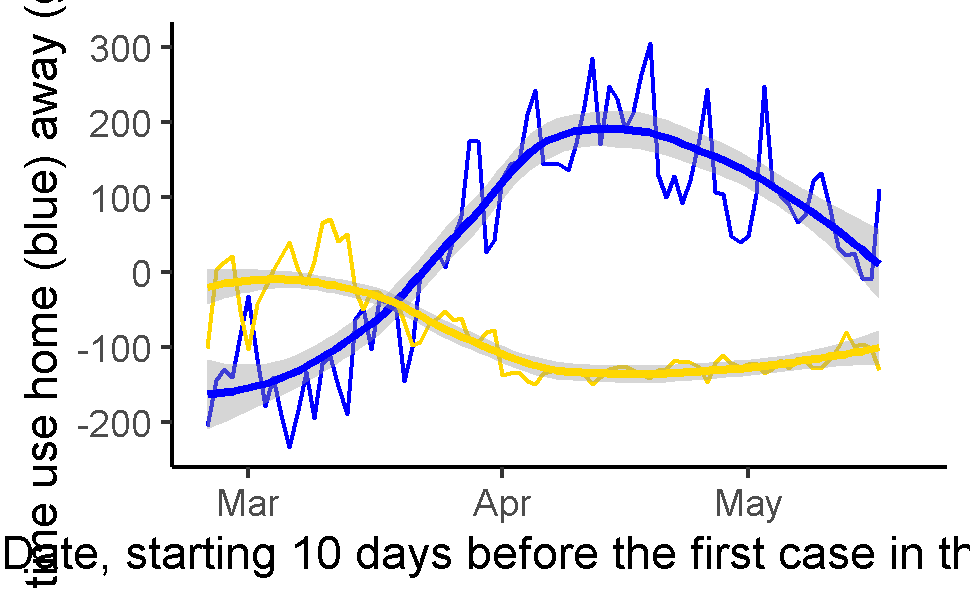 time use home (blue) away (
300
200
100
0
-100
-200
Mar Apr May
Date, starting 10 days before the first case in th